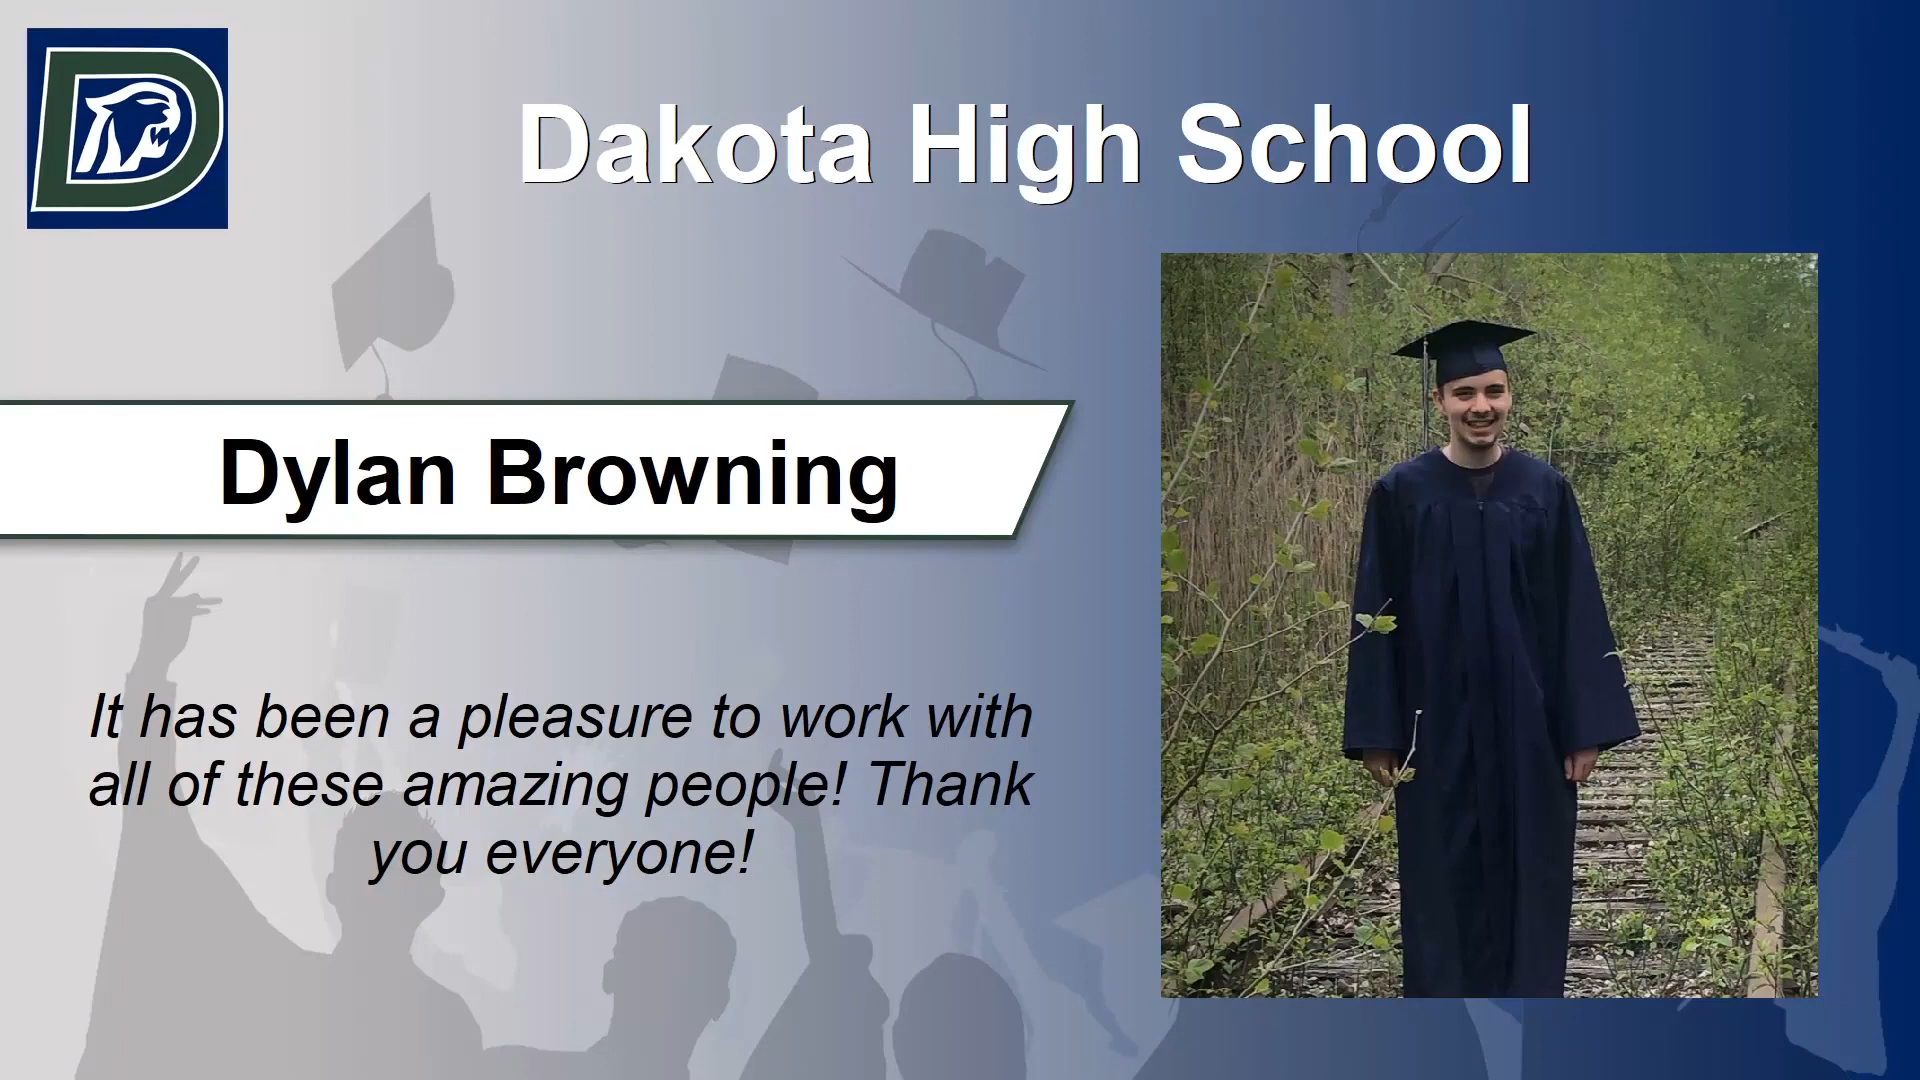 D
Dakota High School
Dylan Browning
It has been a pleasure to work with
all of these amazing people! Thank
you everyone!